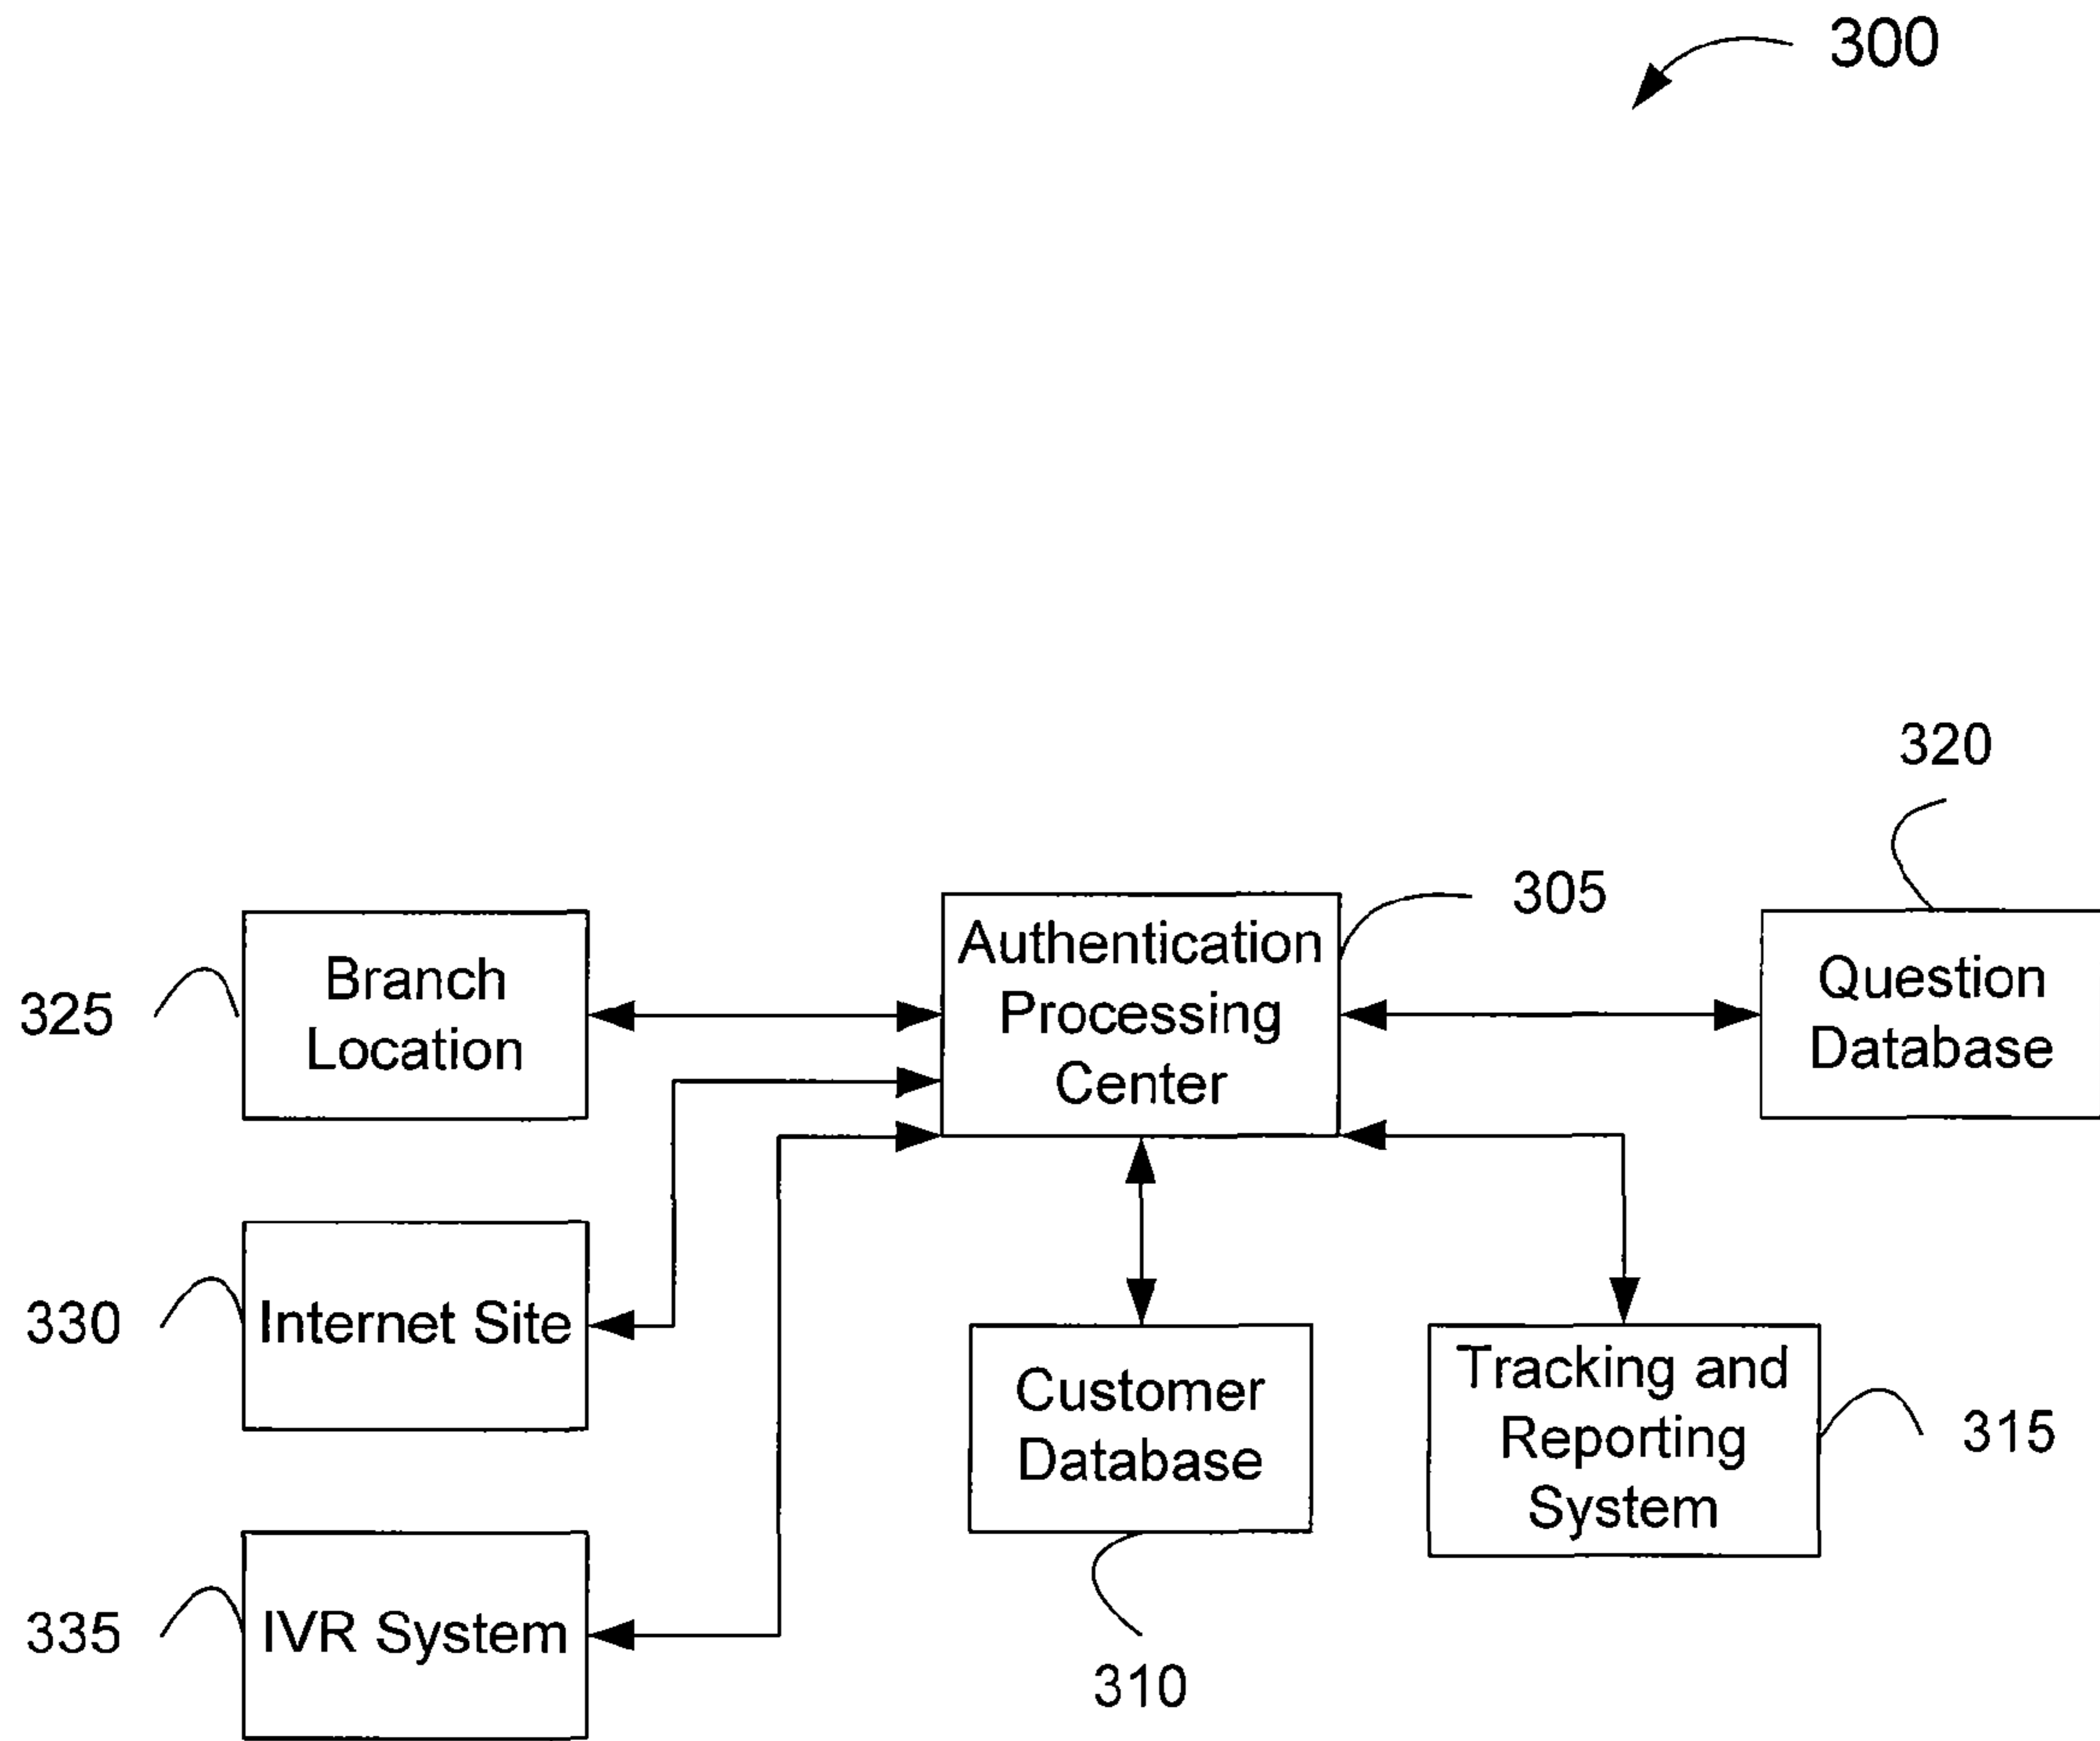 300
320
305
Authentication
Processing
Center
Branch
Location
325
Question
Database
330
Internet Site
Customer
Database
Tracking and
Reporting
System
315
335
IVR System
310